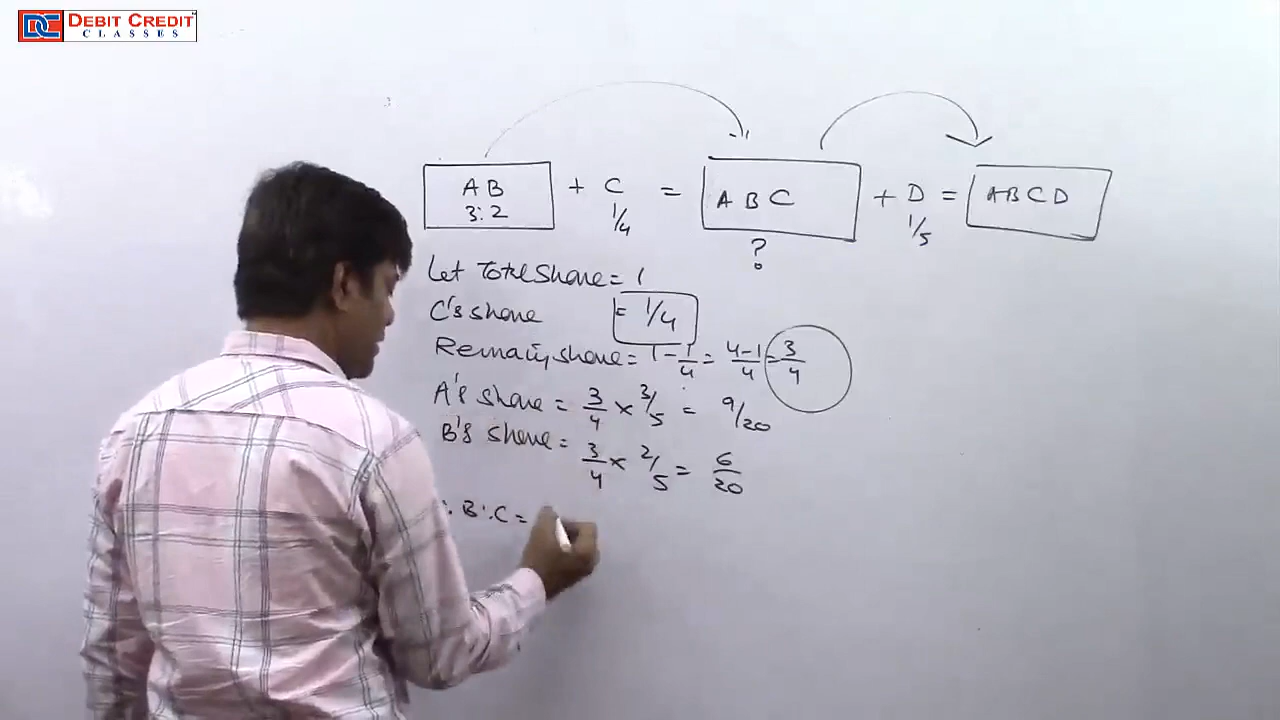 DC DEBIT CREDIT
CLASSES
AB + C = ABC + D = ABCD
3:2 1/4 ? 1/5
Let Total Share = 1
C's share = 1/4
Remaing share = 1 - 1/4 = 4-1/4 = 3/4
A's share = 3/4 × 3/5 = 9/20
B's share = 3/4 × 2/5 = 6/20
: B : C =